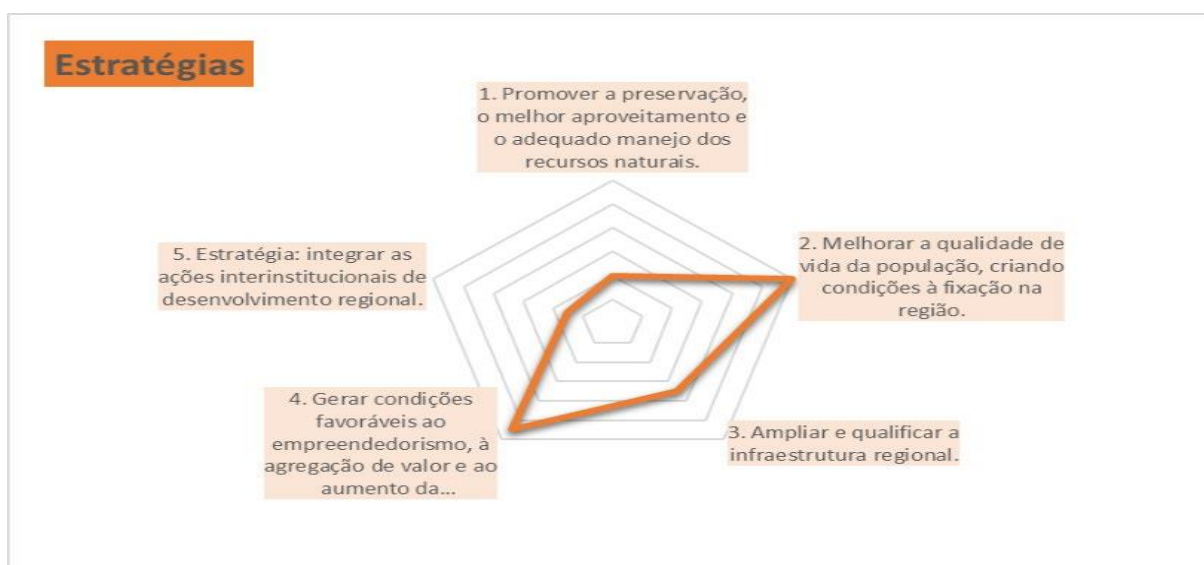 Estratégias
1. Promover a preservação,
o melhor aproveitamento e
o adequado manejo dos
recursos naturais.
2. Melhorar a qualidade de
vida da população, criando
condições à fixação na
região.
3. Ampliar e qualificar a
infraestrutura regional.
4. Gerar condições
favoráveis ao
empreendedorismo, à
agregação de valor e ao
aumento da...
5. Estratégia: integrar as
ações interinstitucionais de
desenvolvimento regional.